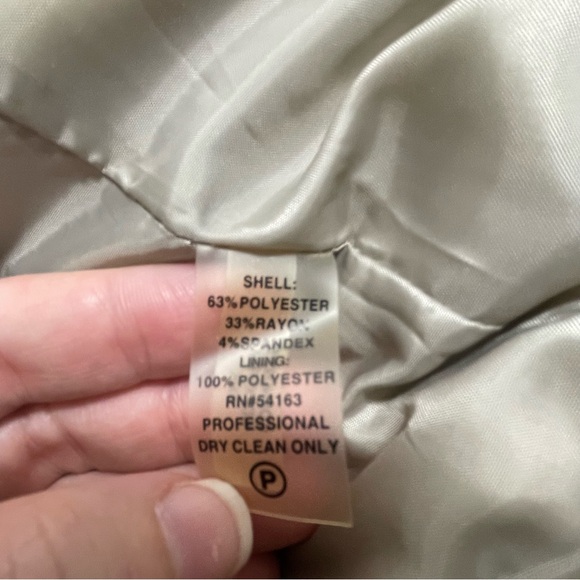 SHELL:
63%POLYESTER
33%RAYON
4%SPANDEX
LINING:
100% POLYESTER
RN#54163
PROFESSIONAL
DRY CLEAN ONLY
P